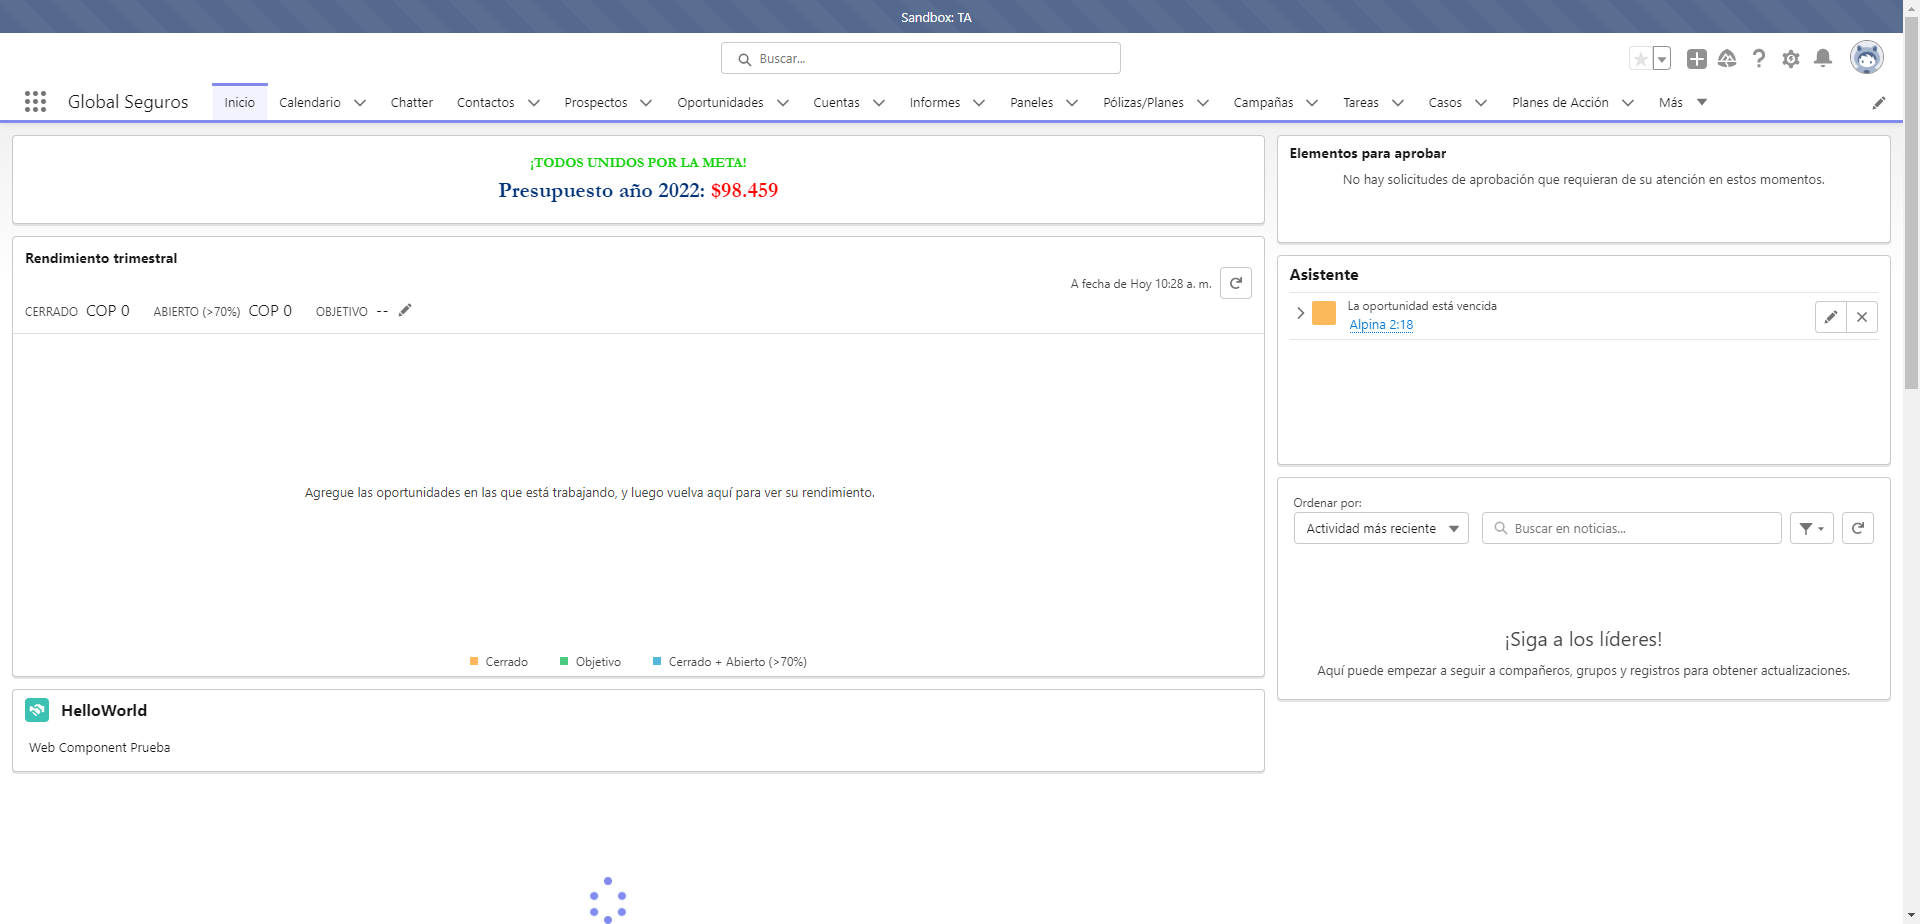 Sandbox: TA
Buscar...
Global Seguros
Inicio
Calendario
Chatter
Contactos
Prospectos
Oportunidades
Cuentas
Informes
Paneles
Pólizas/Planes
Campañas
Tareas
Casos
Planes de Acción
Más
¡TODOS UNIDOS POR LA META!
Presupuesto año 2022: $98.459
Rendimiento trimestral
A fecha de Hoy 10:28 a. m.
CERRADO COP 0 ABIERTO (>70%) COP 0 OBJETIVO --
Agregue las oportunidades en las que está trabajando, y luego vuelva aquí para ver su rendimiento.
Cerrado Objetivo Cerrado + Abierto (>70%)
HelloWorld
Web Component Prueba
Elementos para aprobar
No hay solicitudes de aprobación que requieran de su atención en estos momentos.
Asistente
La oportunidad está vencida
Alpina 2:18
Ordenar por:
Actividad más reciente
Buscar en noticias...
¡Siga a los líderes!
Aquí puede empezar a seguir a compañeros, grupos y registros para obtener actualizaciones.